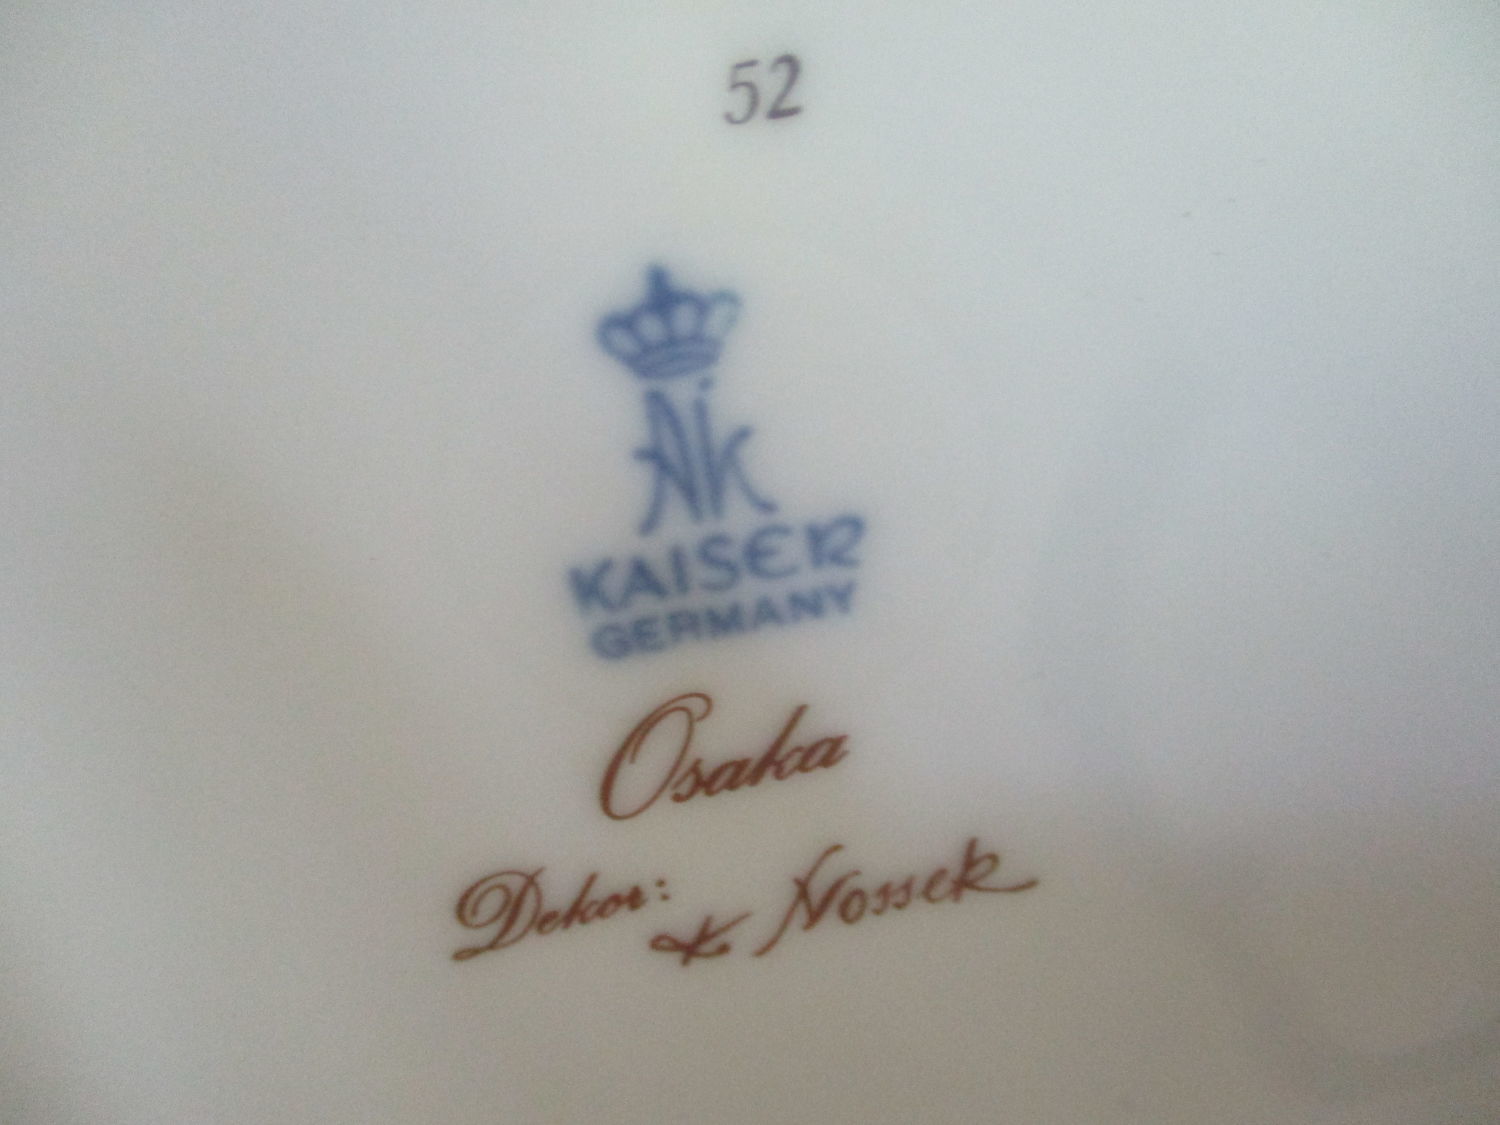 52
AK
KAISER
GERMANY
Osaka
Dekor: K Nossek